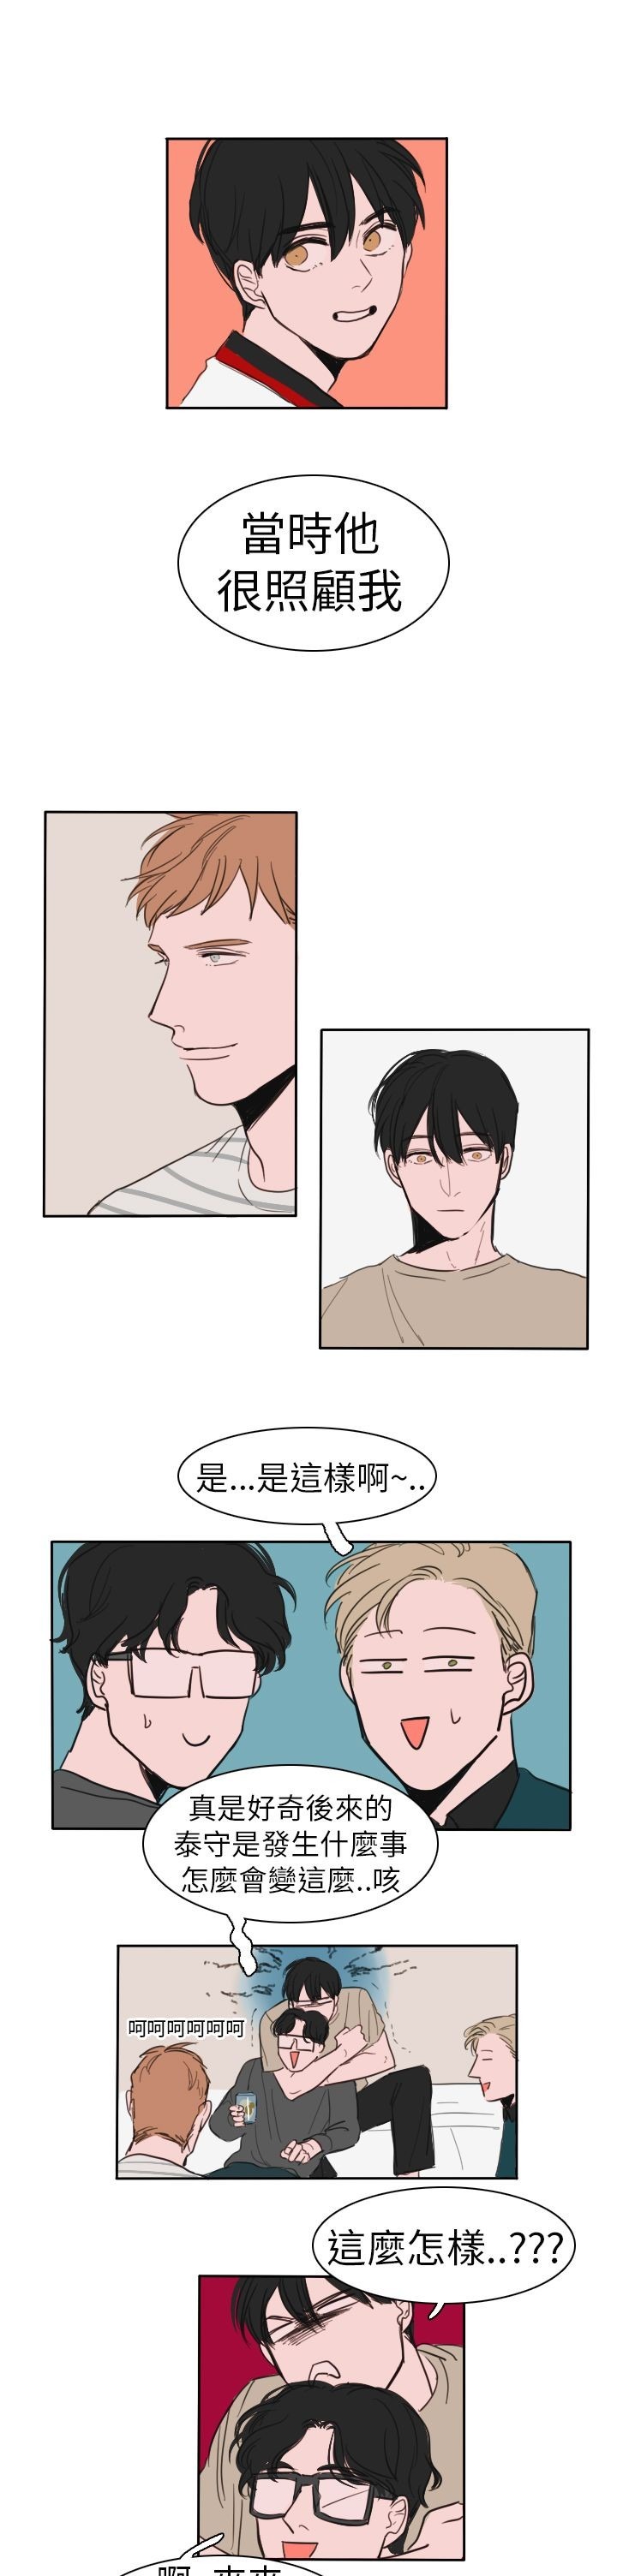 當時他
很照顧我
是...是這樣啊~..
真是好奇後來的
泰守是發生什麼事
怎麼會變這麼..咳
呵呵呵呵呵呵
這麼怎樣..???